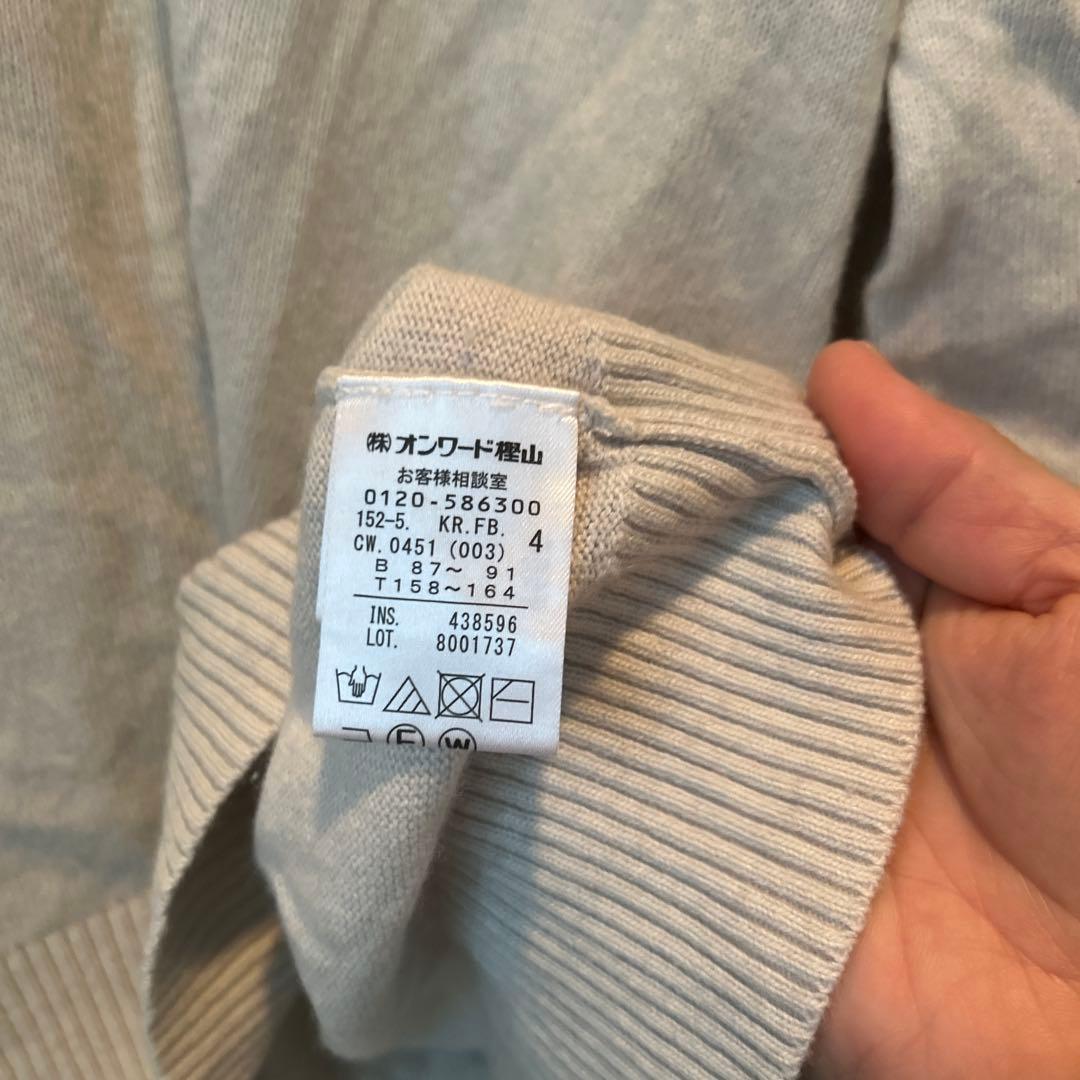 ㈱オンワード樫山
お客様相談室
0120-586300
152-5. KR.FB. 4
CW.0451 (003)
B 87～ 91
T158～164
INS. 438596
LOT. 8001737
F W